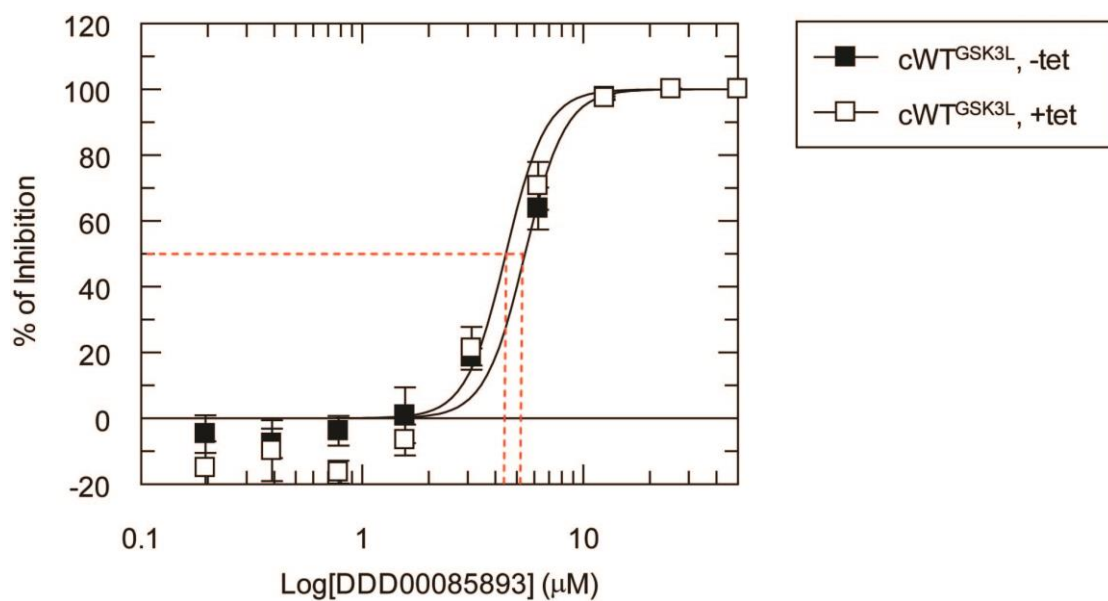 120
100
80
60
40
20
0
-20
0.1
1
10
% of Inhibition
Log[DDD00085893] (μM)
cWT^GSK3L, -tet
cWT^GSK3L, +tet